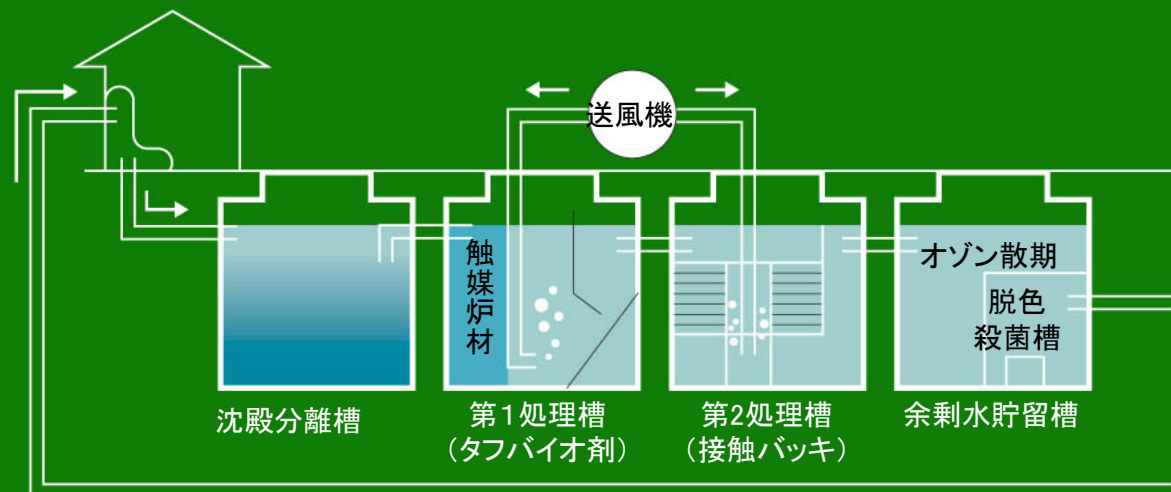 送風機
触媒炉材
オゾン散期
脱色
殺菌槽
沈殿分離槽
第１処理槽
（タフバイオ剤）
第2処理槽
（接触バッキ）
余剰水貯留槽